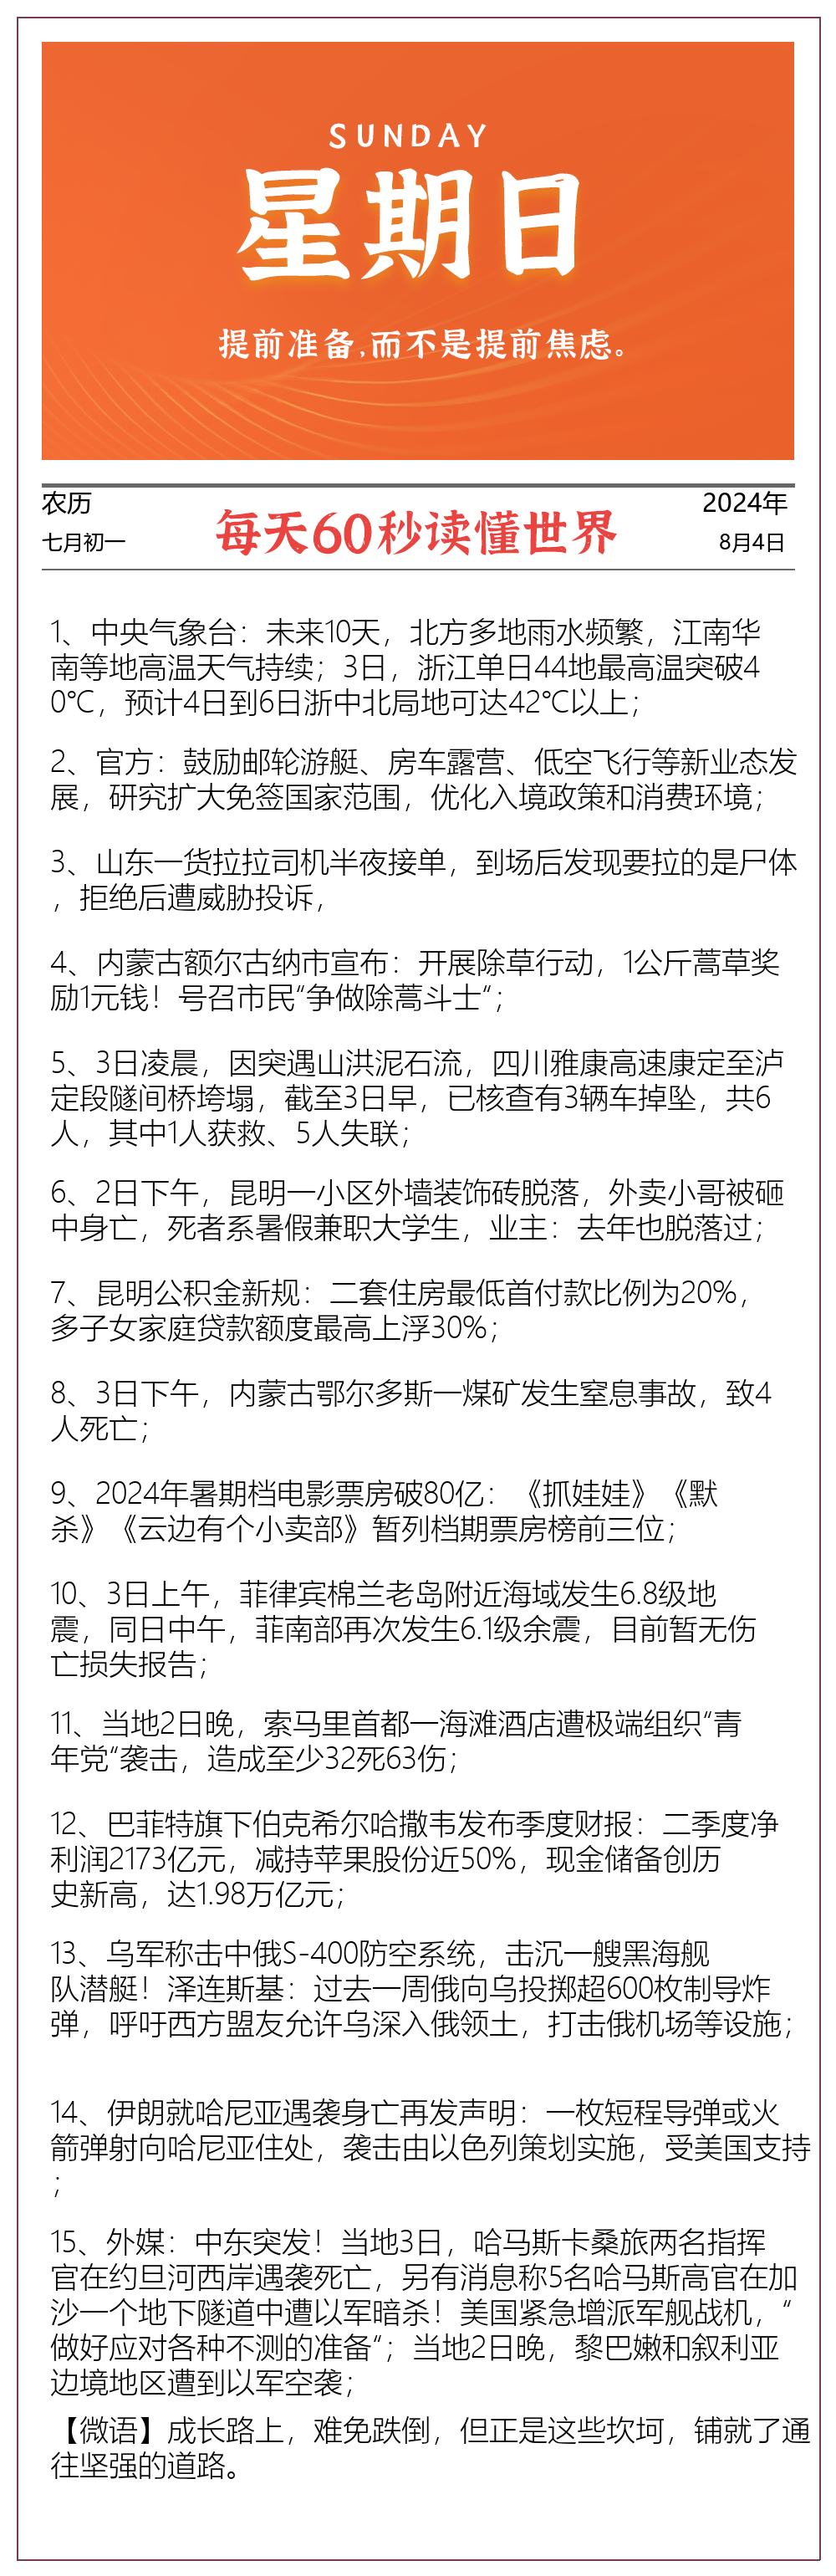 SUNDAY
星期日
提前准备,而不是提前焦虑。
农历
2024年
每天60秒读懂世界
七月初一
8月4日
1、中央气象台：未来10天，北方多地雨水频繁，江南华
南等地高温天气持续；3日，浙江单日44地最高温突破4
0℃，预计4日到6日浙中北局地可达42℃以上；
2、官方：鼓励邮轮游艇、房车露营、低空飞行等新业态发
展，研究扩大免签国家范围，优化入境政策和消费环境；
3、山东一货拉拉司机半夜接单，到场后发现要拉的是尸体
，拒绝后遭威胁投诉，
4、内蒙古额尔古纳市宣布：开展除草行动，1公斤蒿草奖
励1元钱！号召市民“争做除蒿斗士“；
5、3日凌晨，因突遇山洪泥石流，四川雅康高速康定至泸
定段隧间桥垮塌，截至3日早，已核查有3辆车掉坠，共6
人，其中1人获救、5人失联；
6、2日下午，昆明一小区外墙装饰砖脱落，外卖小哥被砸
中身亡，死者系暑假兼职大学生，业主：去年也脱落过；
7、昆明公积金新规：二套住房最低首付款比例为20%，
多子女家庭贷款额度最高上浮30%；
8、3日下午，内蒙古鄂尔多斯一煤矿发生窒息事故，致4
人死亡；
9、2024年暑期档电影票房破80亿：《抓娃娃》《默
杀》《云边有个小卖部》暂列档期票房榜前三位；
10、3日上午，菲律宾棉兰老岛附近海域发生6.8级地
震，同日中午，菲南部再次发生6.1级余震，目前暂无伤
亡损失报告；
11、当地2日晚，索马里首都一海滩酒店遭极端组织“青
年党“袭击，造成至少32死63伤；
12、巴菲特旗下伯克希尔哈撒韦发布季度财报：二季度净
利润2173亿元，减持苹果股份近50%，现金储备创历
史新高，达1.98万亿元；
13、乌军称击中俄S-400防空系统，击沉一艘黑海舰
队潜艇！泽连斯基：过去一周俄向乌投掷超600枚制导炸
弹，呼吁西方盟友允许乌深入俄领土，打击俄机场等设施；
14、伊朗就哈尼亚遇袭身亡再发声明：一枚短程导弹或火
箭弹射向哈尼亚住处，袭击由以色列策划实施，受美国支持
；
15、外媒：中东突发！当地3日，哈马斯卡桑旅两名指挥
官在约旦河西岸遇袭死亡，另有消息称5名哈马斯高官在加
沙一个地下隧道中遭以军暗杀！美国紧急增派军舰战机，“
做好应对各种不测的准备“；当地2日晚，黎巴嫩和叙利亚
边境地区遭到以军空袭；
【微语】成长路上，难免跌倒，但正是这些坎坷，铺就了通
往坚强的道路。